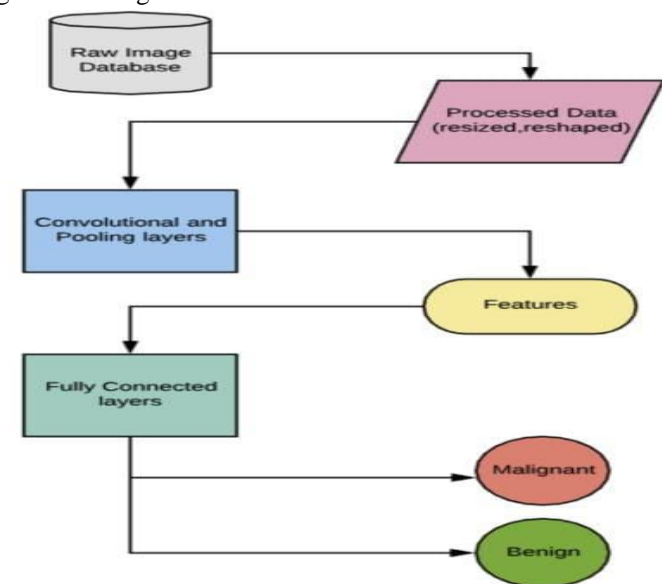 Raw Image
Database
Processed Data
(resized,reshaped)
Convolutional and
Pooling layers
Features
Fully Connected
layers
Malignant
Benign